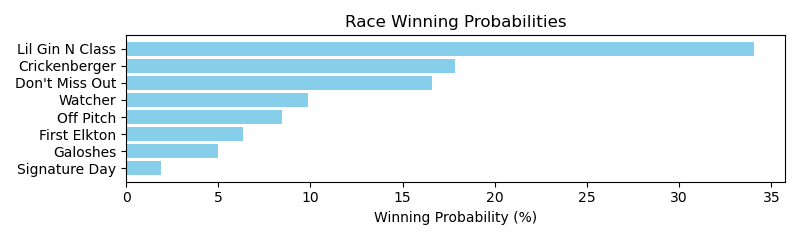 Race Winning Probabilities
Lil Gin N Class
Crickenberger
Don't Miss Out
Watcher
Off Pitch
First Elkton
Galoshes
Signature Day
0 5 10 15 20 25 30 35
Winning Probability (%)